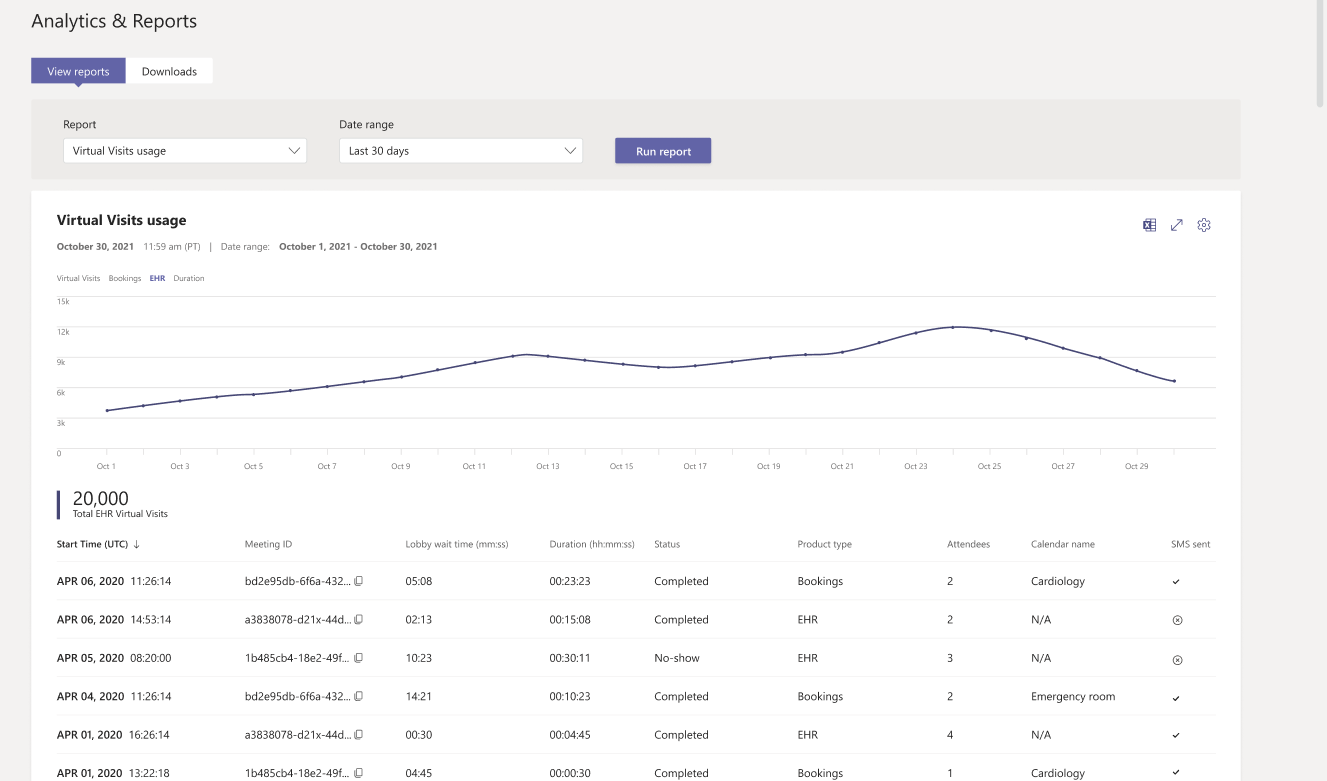 Analytics & Reports
View reports Downloads
Report Date range
Virtual Visits usage Last 30 days Run report
Virtual Visits usage
October 30, 2021 11:59 am (PT) | Date range: October 1, 2021 - October 30, 2021
Virtual Visits Bookings EHR Duration
15k
12k
9k
6k
3k
0
Oct 1 Oct 3 Oct 5 Oct 7 Oct 9 Oct 11 Oct 13 Oct 15 Oct 17 Oct 19 Oct 21 Oct 23 Oct 25 Oct 27 Oct 29
20,000
Total EHR Virtual Visits
Start Time (UTC) ↓ Meeting ID Lobby wait time (mm:ss) Duration (hh:mm:ss) Status Product type Attendees Calendar name SMS sent
APR 06, 2020 11:26:14 bd2e95db-6f6a-432... 05:08 00:23:23 Completed Bookings 2 Cardiology
APR 06, 2020 14:53:14 a3838078-d21x-44d... 02:13 00:15:08 Completed EHR 2 N/A
APR 05, 2020 08:20:00 1b485cb4-18e2-49f... 10:23 00:30:11 No-show EHR 3 N/A
APR 04, 2020 11:26:14 bd2e95db-6f6a-432... 14:21 00:10:23 Completed Bookings 2 Emergency room
APR 01, 2020 16:26:14 a3838078-d21x-44d... 00:30 00:04:45 Completed EHR 4 N/A
APR 01, 2020 13:22:18 1b485cb4-18e2-49f... 04:45 00:00:30 Completed Bookings 1 Cardiology